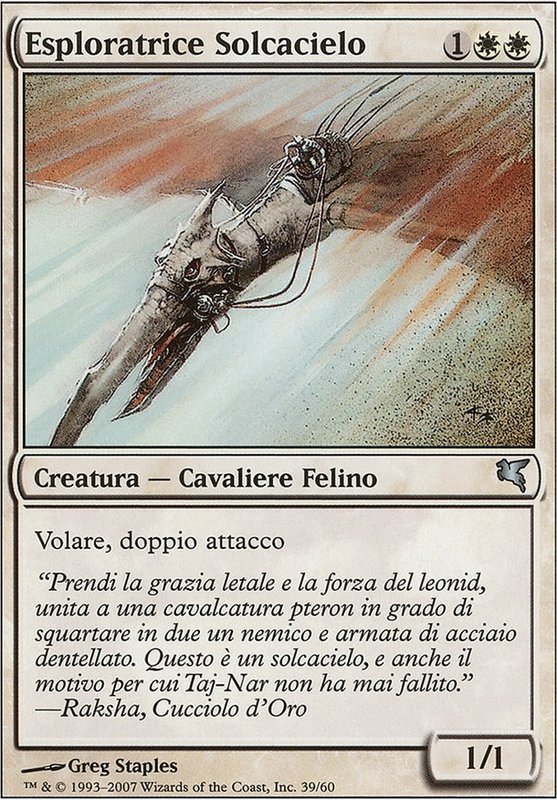 Esploratrice Solcacielo 1
Creatura — Cavaliere Felino
Volare, doppio attacco
“Prendi la grazia letale e la forza del leonid,
unita a una cavalcatura pteron in grado di
squartare in due un nemico e armata di acciaio
dentellato. Questo è un solcacielo, e anche il
motivo per cui Taj-Nar non ha mai fallito.”
—Raksha, Cucciolo d’Oro
1/1
Greg Staples
™ & © 1993–2007 Wizards of the Coast, Inc. 39/60